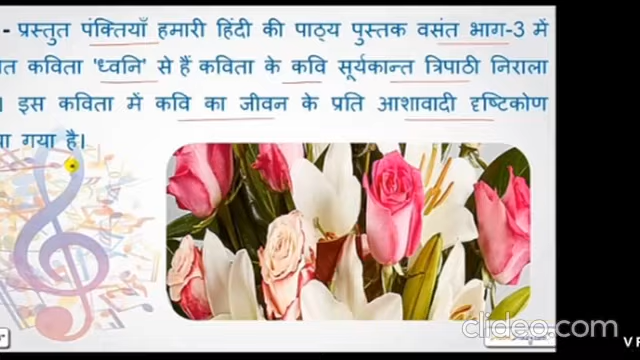 - प्रस्तुत पंक्तियाँ हमारी हिंदी की पाठ्य पुस्तक वसंत भाग-3 में
कविता 'ध्वनि' से हैं कविता के कवि सूर्यकान्त त्रिपाठी निराला
। इस कविता में कवि का जीवन के प्रति आशावादी दृष्टिकोण
गया है।
clideo.com